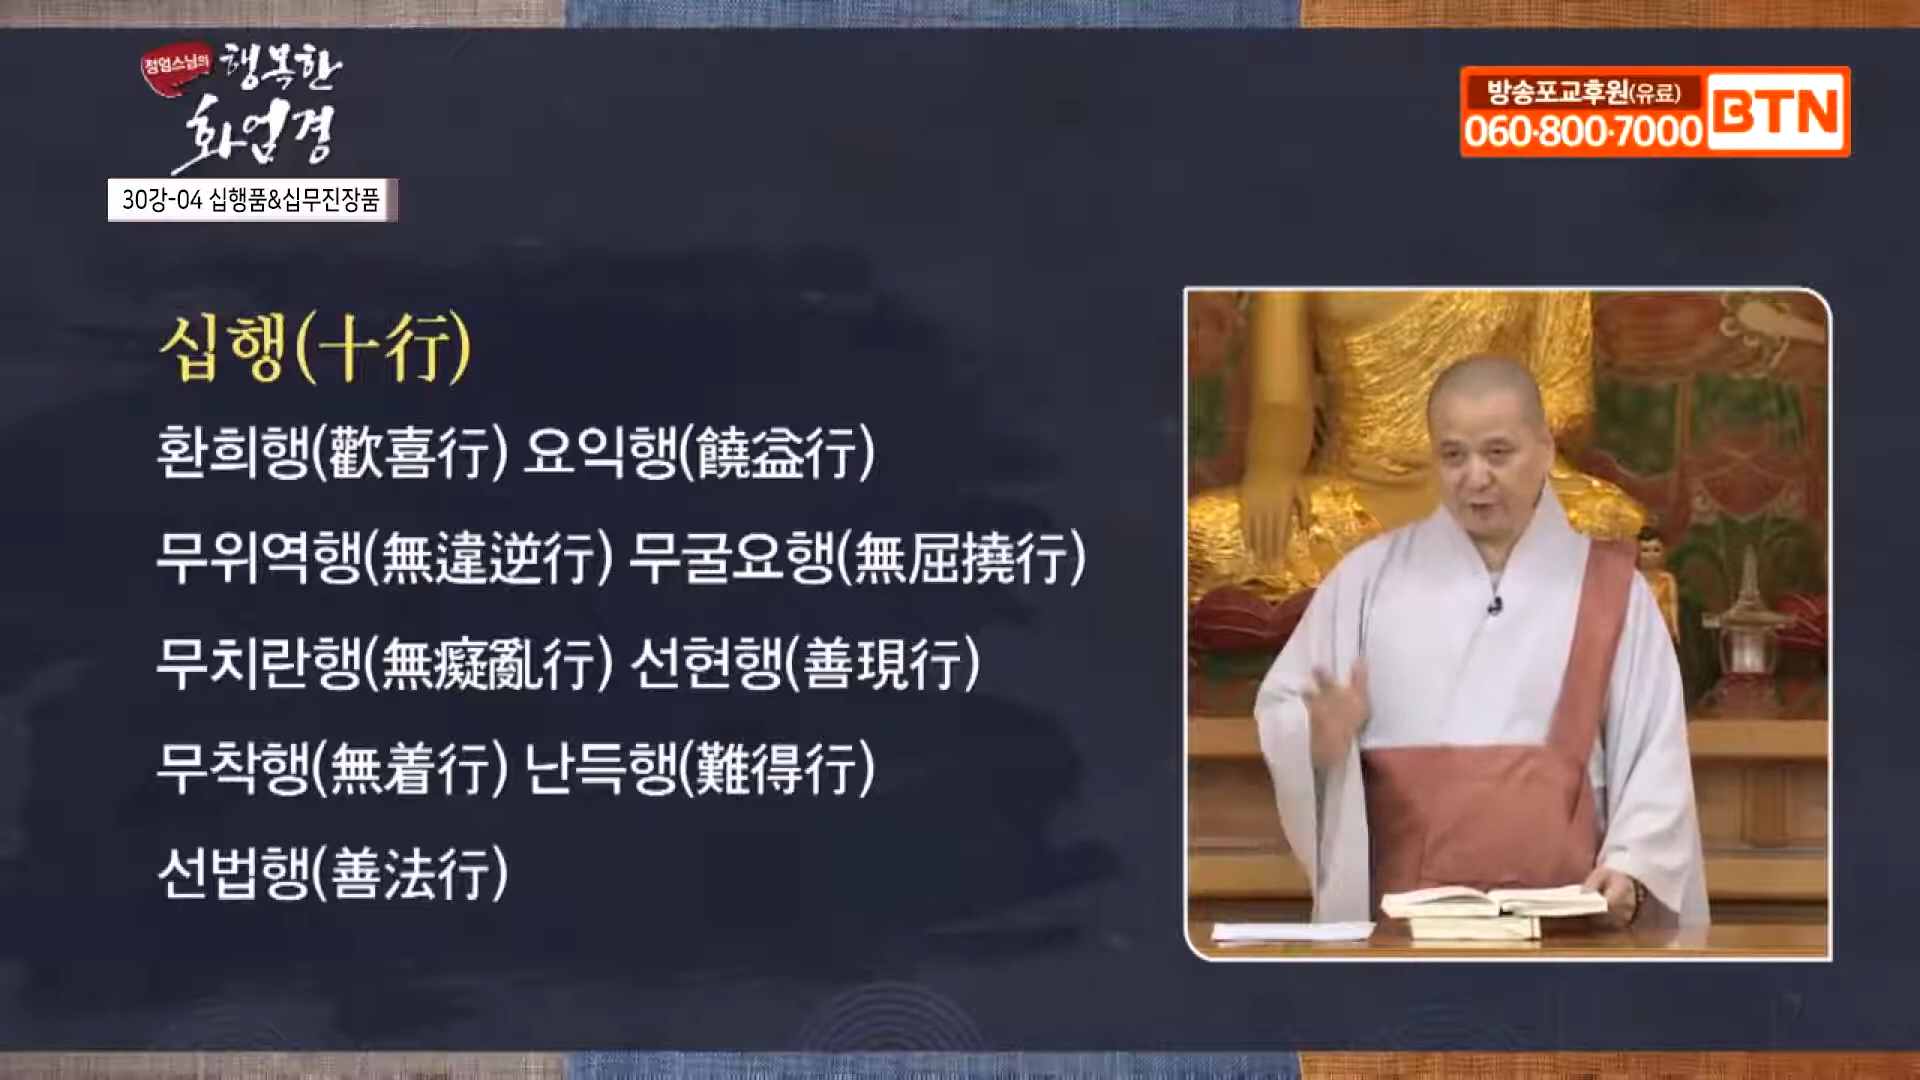 정엄스님의
행복한
화엄경
30강-04 십행품&십무진장품
방송포교후원(유료)
060·800·7000
BTN
십행(十行)
환희행(歡喜行) 요익행(饒益行)
무위역행(無違逆行) 무굴요행(無屈撓行)
무치란행(無癡亂行) 선현행(善現行)
무착행(無着行) 난득행(難得行)
선법행(善法行)